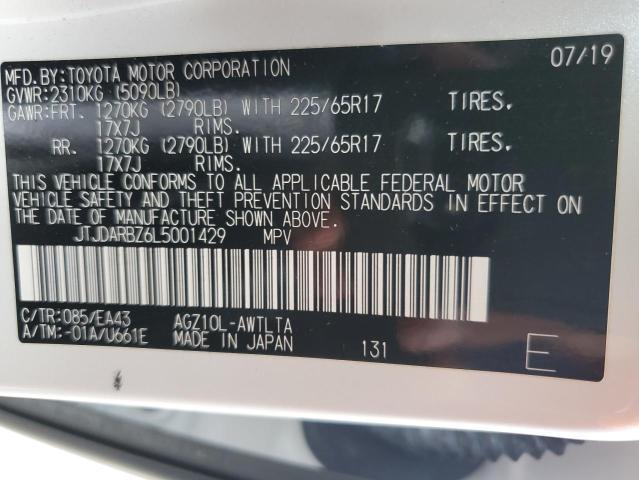 07/19
MFD.BY:TOYOTA MOTOR CORPORATION
GVWR:2310KG (5090LB)
GAWR:FRT. 1270KG (2790LB) WITH 225/65R17 TIRES,
17X7J RIMS.
RR. 1270KG (2790LB) WITH 225/65R17 TIRES,
17X7J RIMS.
THIS VEHICLE CONFORMS TO ALL APPLICABLE FEDERAL MOTOR
VEHICLE SAFETY AND THEFT PREVENTION STANDARDS IN EFFECT ON
THE DATE OF MANUFACTURE SHOWN ABOVE.
JTJDARBZ6L5001429 MPV
C/TR:085/EA43 AGZ10L-AWTLTA
A/TM:-01A/U661E MADE IN JAPAN 131 E